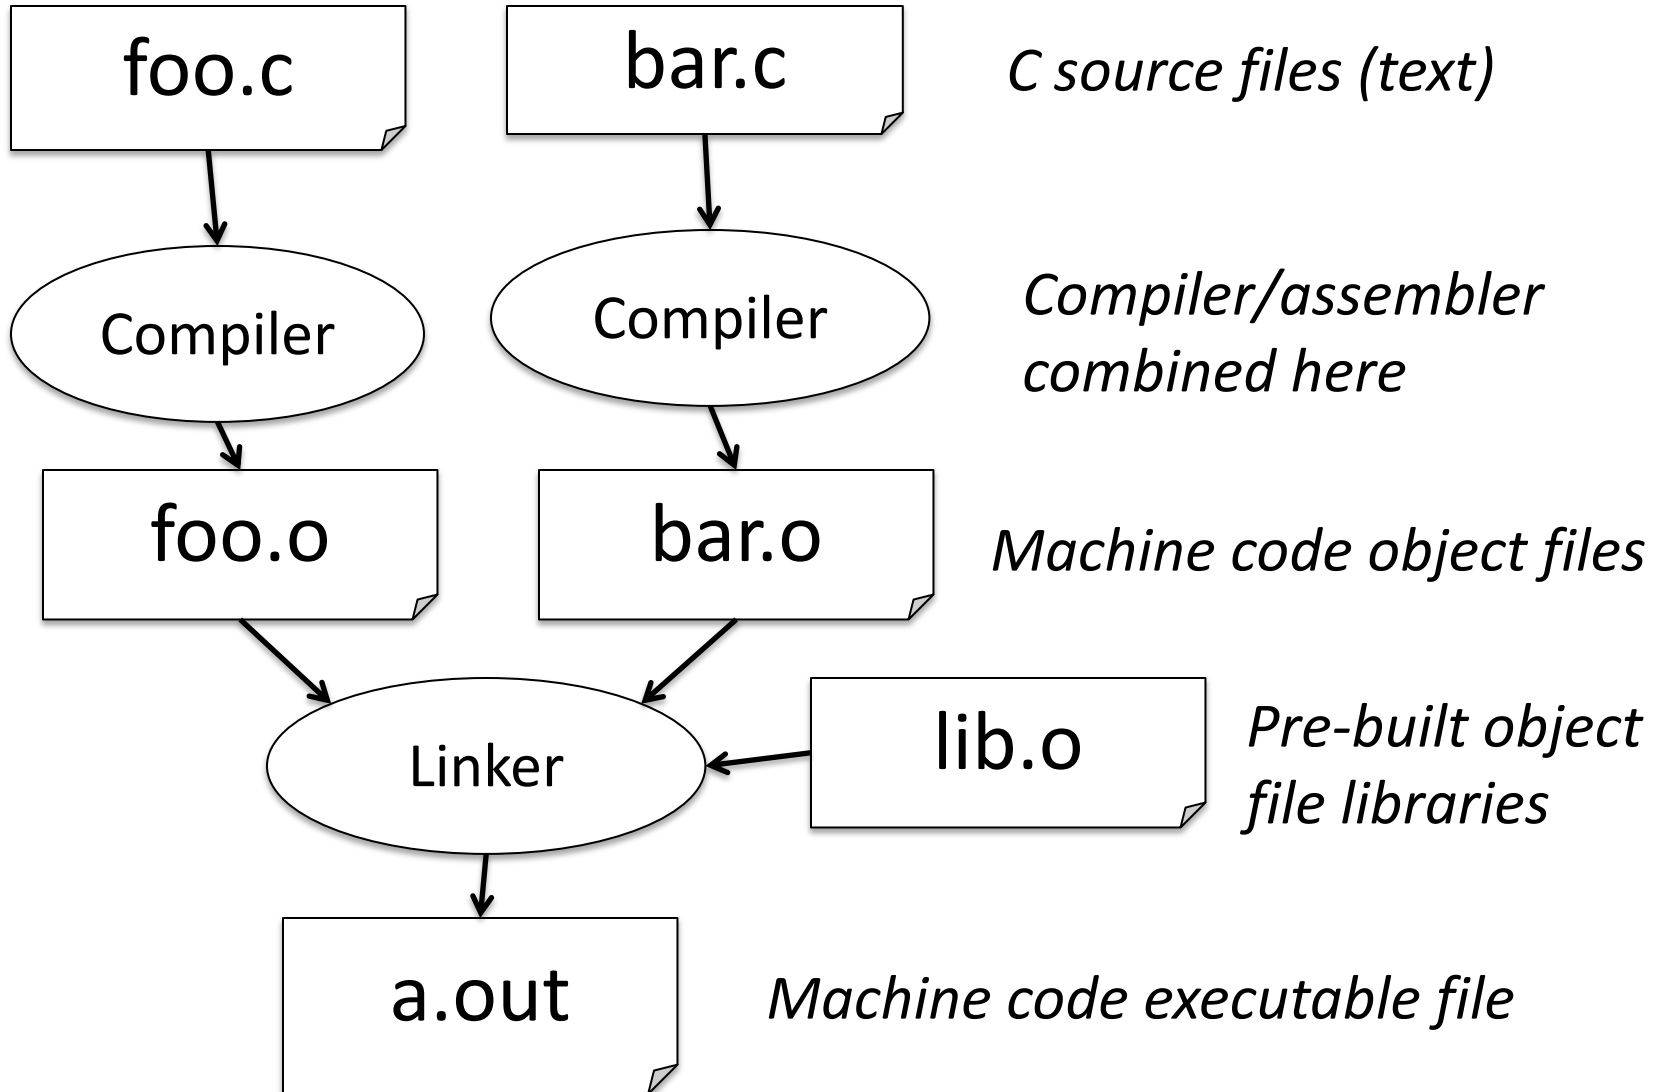 foo.c
bar.c
C source files (text)
Compiler
Compiler
Compiler/assembler
combined here
foo.o
bar.o
Machine code object files
Linker
lib.o
Pre-built object
file libraries
a.out
Machine code executable file